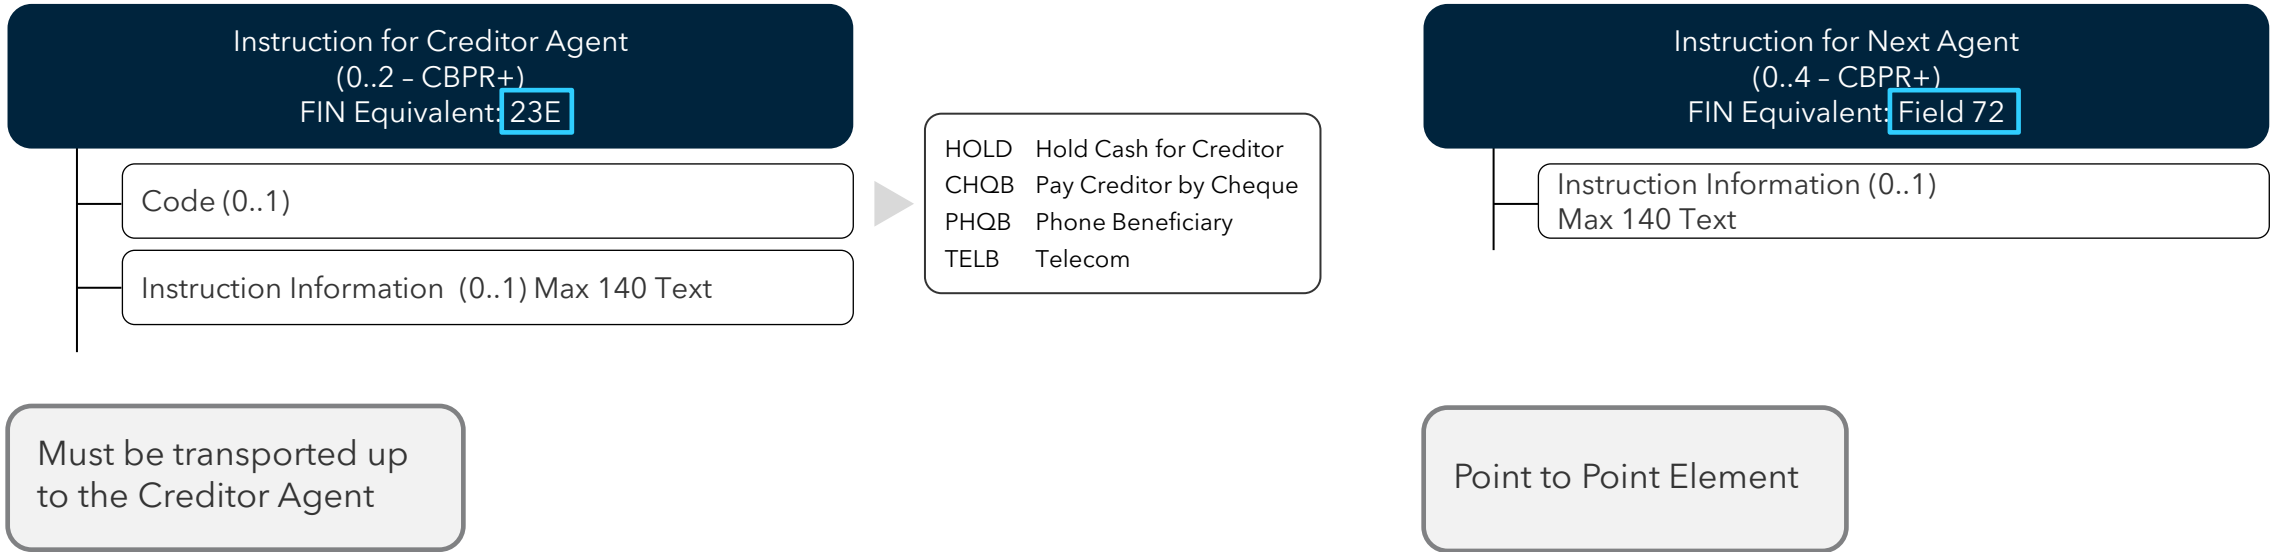 Instruction for Creditor Agent
(0..2 – CBPR+)
FIN Equivalent: 23E
Code (0..1)
Instruction Information (0..1) Max 140 Text
HOLD Hold Cash for Creditor
CHQB Pay Creditor by Cheque
PHQB Phone Beneficiary
TELB Telecom
Instruction for Next Agent
(0..4 – CBPR+)
FIN Equivalent: Field 72
Instruction Information (0..1)
Max 140 Text
Must be transported up
to the Creditor Agent
Point to Point Element